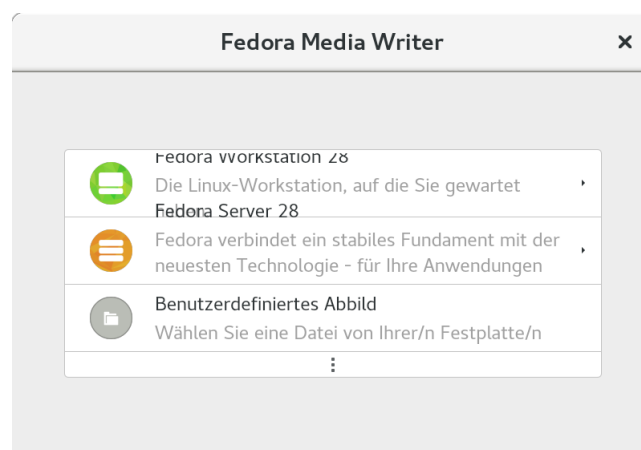 Fedora Media Writer
Fedora Workstation 28
Die Linux-Workstation, auf die Sie gewartet
Fedora Server 28
Fedora verbindet ein stabiles Fundament mit der
neuesten Technologie - für Ihre Anwendungen
Benutzerdefiniertes Abbild
Wählen Sie eine Datei von Ihrer/n Festplatte/n